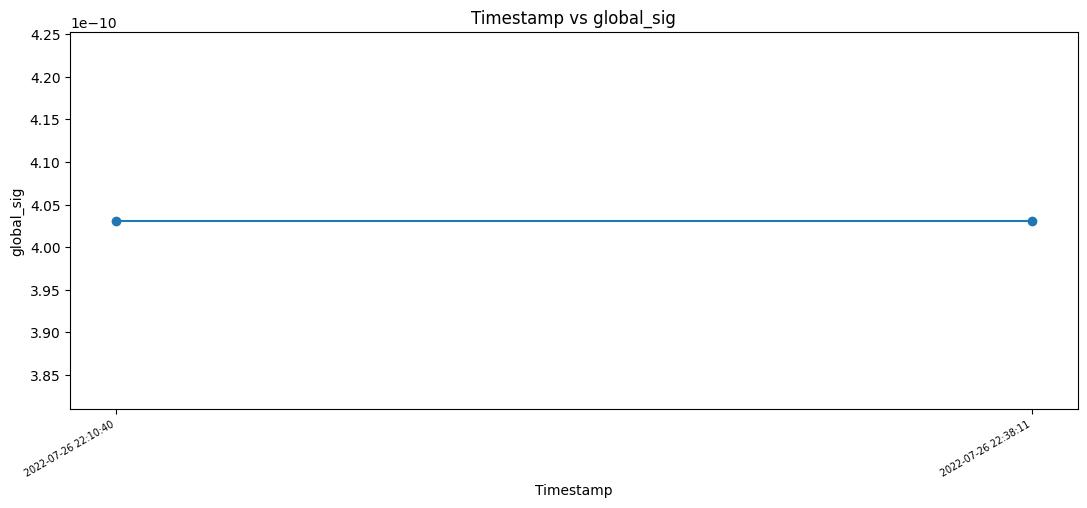 Timestamp vs global_sig
1e−10
4.25
4.20
4.15
4.10
4.05
4.00
3.95
3.90
3.85
global_sig
2022-07-26 22:10:40
2022-07-26 22:38:11
Timestamp